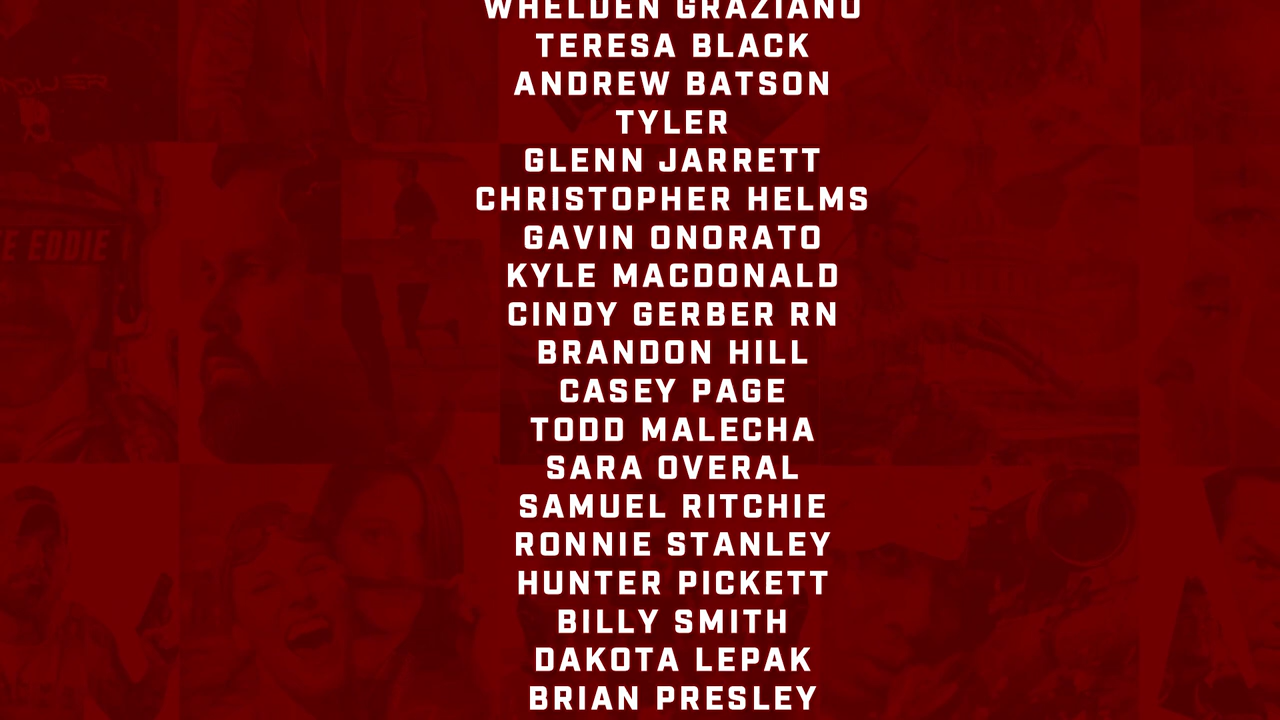 WHELDEN GRAZIANO
TERESA BLACK
ANDREW BATSON
TYLER
GLENN JARRETT
CHRISTOPHER HELMS
GAVIN ONORATO
KYLE MACDONALD
CINDY GERBER RN
BRANDON HILL
CASEY PAGE
TODD MALECHA
SARA OVERAL
SAMUEL RITCHIE
RONNIE STANLEY
HUNTER PICKETT
BILLY SMITH
DAKOTA LEPAK
BRIAN PRESLEY
EDDIE